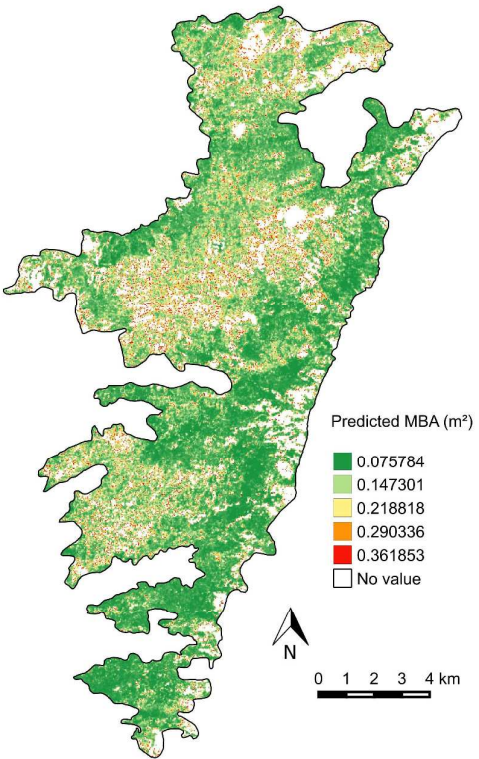 Predicted MBA (m²)
0.075784
0.147301
0.218818
0.290336
0.361853
No value
N
0 1 2 3 4 km